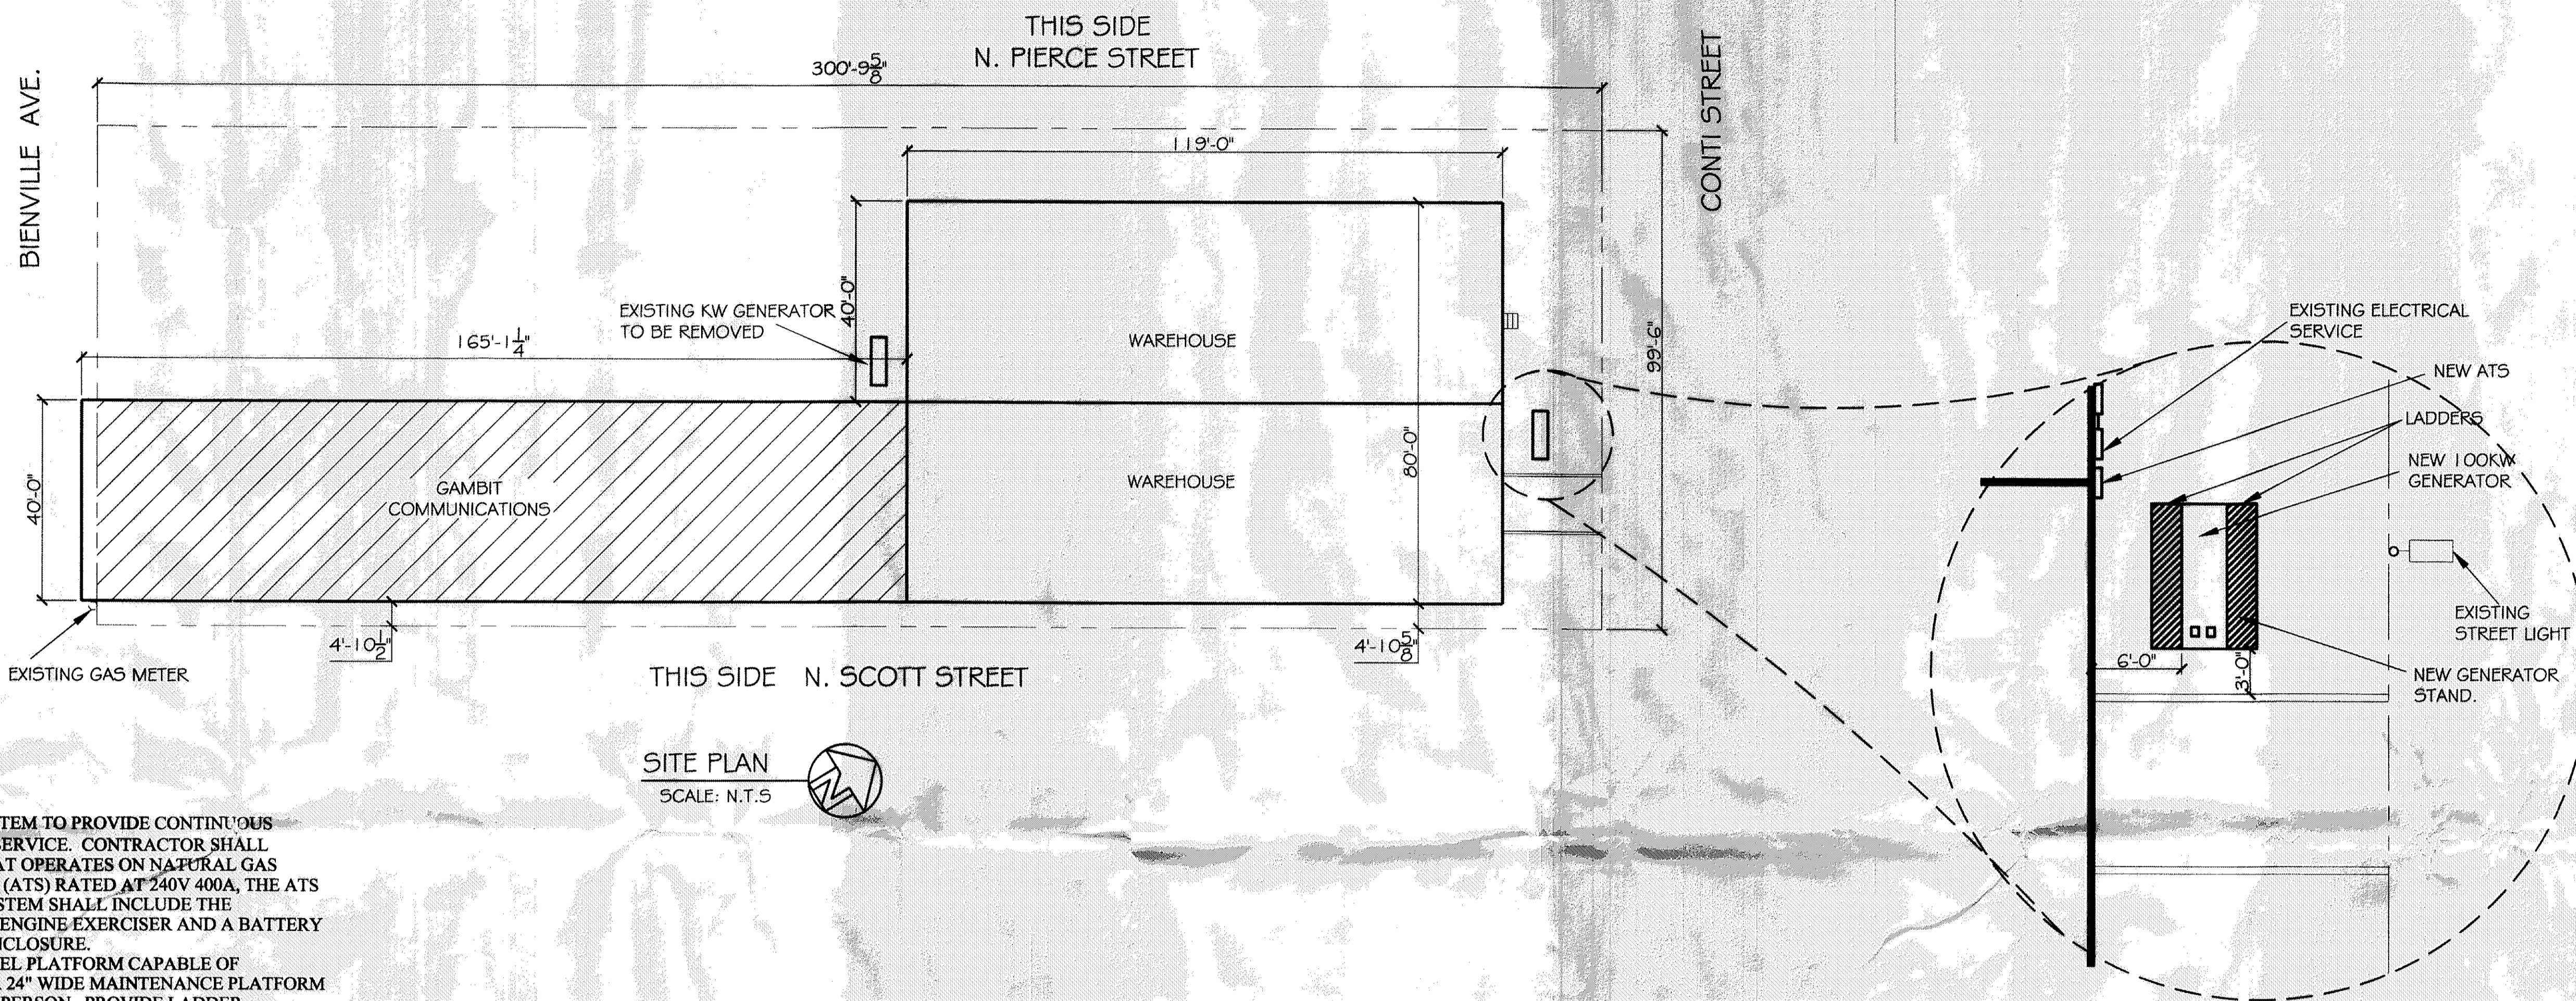 THIS SIDE
N. PIERCE STREET
300'-9 5/8"
BIENVILLE AVE.
CONTI STREET
119'-0"
40'-0"
EXISTING KW GENERATOR
TO BE REMOVED
165'-1 1/4"
WAREHOUSE
99'-6"
80'-0"
WAREHOUSE
40'-0"
GAMBIT
COMMUNICATIONS
4'-10 1/2"
4'-10 5/8"
EXISTING GAS METER
THIS SIDE N. SCOTT STREET
EXISTING ELECTRICAL
SERVICE
NEW ATS
LADDERS
NEW 100KW
GENERATOR
EXISTING
STREET LIGHT
6'-0"
3'-0"
NEW GENERATOR
STAND.
SITE PLAN
SCALE: N.T.S
N
TEM TO PROVIDE CONTINUOUS
ERVICE. CONTRACTOR SHALL
AT OPERATES ON NATURAL GAS
(ATS) RATED AT 240V 400A, THE ATS
STEM SHALL INCLUDE THE
ENGINE EXERCISER AND A BATTERY
NCLOSURE.
EL PLATFORM CAPABLE OF
24" WIDE MAINTENANCE PLATFORM
PERSON. PROVIDE LADDER